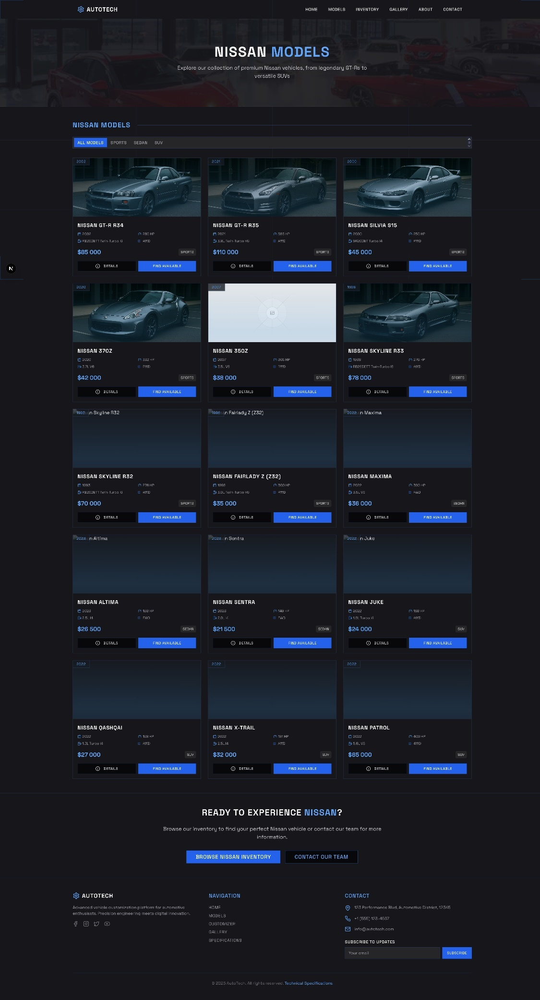 AUTOTECH
HOME MODELS INVENTORY GALLERY ABOUT CONTACT
NISSAN MODELS
Explore our collection of premium Nissan vehicles, from legendary GT-Rs to
versatile SUVs
NISSAN MODELS
ALL MODELS SPORTS SEDAN SUV
2002
NISSAN GT-R R34
2002 280 HP
RB26DETT Twin-Turbo I6 AWD
$85 000 SPORTS
DETAILS FIND AVAILABLE
2021
NISSAN GT-R R35
2021 565 HP
3.8L Twin-Turbo V6 AWD
$110 000 SPORTS
DETAILS FIND AVAILABLE
2000
NISSAN SILVIA S15
2000 250 HP
SR20DET Turbo I4 RWD
$45 000 SPORTS
DETAILS FIND AVAILABLE
N
2020
NISSAN 370Z
2020 332 HP
3.7L V6 RWD
$42 000 SPORTS
DETAILS FIND AVAILABLE
2007
NISSAN 350Z
2007 306 HP
3.5L V6 RWD
$38 000 SPORTS
DETAILS FIND AVAILABLE
1998
NISSAN SKYLINE R33
1998 276 HP
RB26DETT Twin-Turbo I6 AWD
$78 000 SPORTS
DETAILS FIND AVAILABLE
1993 n Skyline R32
NISSAN SKYLINE R32
1993 276 HP
RB26DETT Twin-Turbo I6 AWD
$70 000 SPORTS
DETAILS FIND AVAILABLE
1996 n Fairlady Z (Z32)
NISSAN FAIRLADY Z (Z32)
1996 300 HP
3.0L Twin-Turbo V6 RWD
$35 000 SPORTS
DETAILS FIND AVAILABLE
2022 n Maxima
NISSAN MAXIMA
2022 300 HP
3.5L V6 FWD
$36 000 SEDAN
DETAILS FIND AVAILABLE
2023 n Altima
NISSAN ALTIMA
2023 188 HP
2.5L I4 FWD
$26 500 SEDAN
DETAILS FIND AVAILABLE
2023 n Sentra
NISSAN SENTRA
2023 149 HP
2.0L I4 FWD
$21 500 SEDAN
DETAILS FIND AVAILABLE
2022 n Juke
NISSAN JUKE
2022 188 HP
1.6L Turbo I4 AWD
$24 000 SUV
DETAILS FIND AVAILABLE
2022
NISSAN QASHQAI
2022 158 HP
1.3L Turbo I4 AWD
$27 000 SUV
DETAILS FIND AVAILABLE
2022
NISSAN X-TRAIL
2022 181 HP
2.5L I4 AWD
$32 000 SUV
DETAILS FIND AVAILABLE
2022
NISSAN PATROL
2022 400 HP
5.6L V8 4WD
$65 000 SUV
DETAILS FIND AVAILABLE
READY TO EXPERIENCE NISSAN?
Browse our inventory to find your perfect Nissan vehicle or contact our team for more
information.
BROWSE NISSAN INVENTORY CONTACT OUR TEAM
AUTOTECH
Advanced vehicle customization platform for automotive
enthusiasts. Precision engineering meets digital innovation.
NAVIGATION
HOME
MODELS
CUSTOMIZER
GALLERY
SPECIFICATIONS
CONTACT
123 Performance Blvd, Automotive District, 12345
+1 (555) 123-4567
info@autotech.com
SUBSCRIBE TO UPDATES
Your email SUBSCRIBE
© 2025 AutoTech. All rights reserved. Technical Specifications